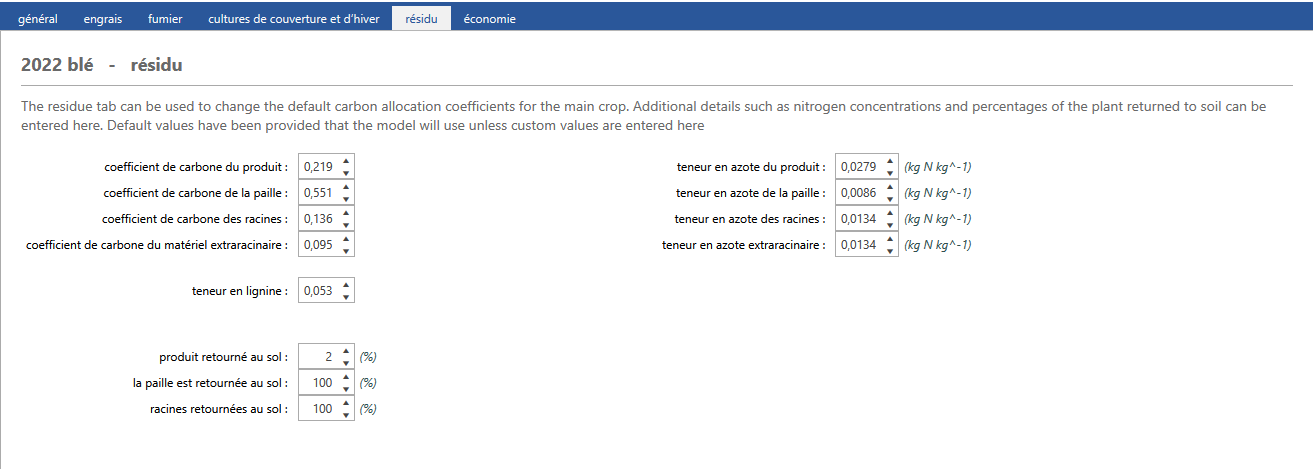 général engrais fumier cultures de couverture et d'hiver résidu économie
2022 blé - résidu
The residue tab can be used to change the default carbon allocation coefficients for the main crop. Additional details such as nitrogen concentrations and percentages of the plant returned to soil can be
entered here. Default values have been provided that the model will use unless custom values are entered here
coefficient de carbone du produit : 0,219 teneur en azote du produit : 0,0279 (kg N kg^-1)
coefficient de carbone de la paille : 0,551 teneur en azote de la paille : 0,0086 (kg N kg^-1)
coefficient de carbone des racines : 0,136 teneur en azote des racines : 0,0134 (kg N kg^-1)
coefficient de carbone du matériel extraracinaire : 0,095 teneur en azote extraracinaire : 0,0134 (kg N kg^-1)
teneur en lignine : 0,053
produit retourné au sol : 2 (%)
la paille est retournée au sol : 100 (%)
racines retournées au sol : 100 (%)